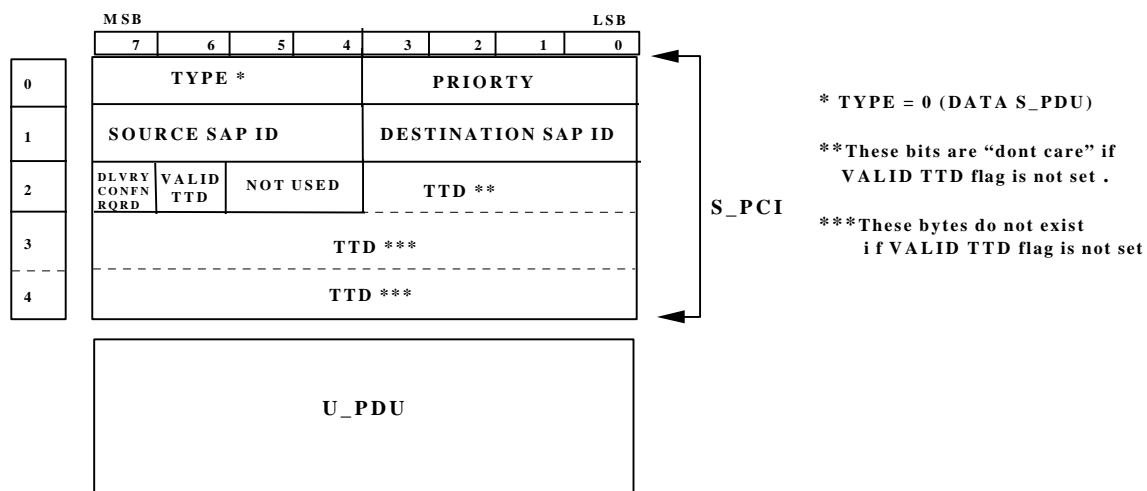 MSB LSB
7 6 5 4 3 2 1 0
0 TYPE * PRIORTY
1 SOURCE SAP ID DESTINATION SAP ID
2 DLVRY CONFN RQRD VALID TTD NOT USED TTD **
3 TTD ***
4 TTD ***
S_PCI
* TYPE = 0 (DATA S_PDU)
**These bits are “dont care” if
VALID TTD flag is not set .
***These bytes do not exist
if VALID TTD flag is not set
U_PDU